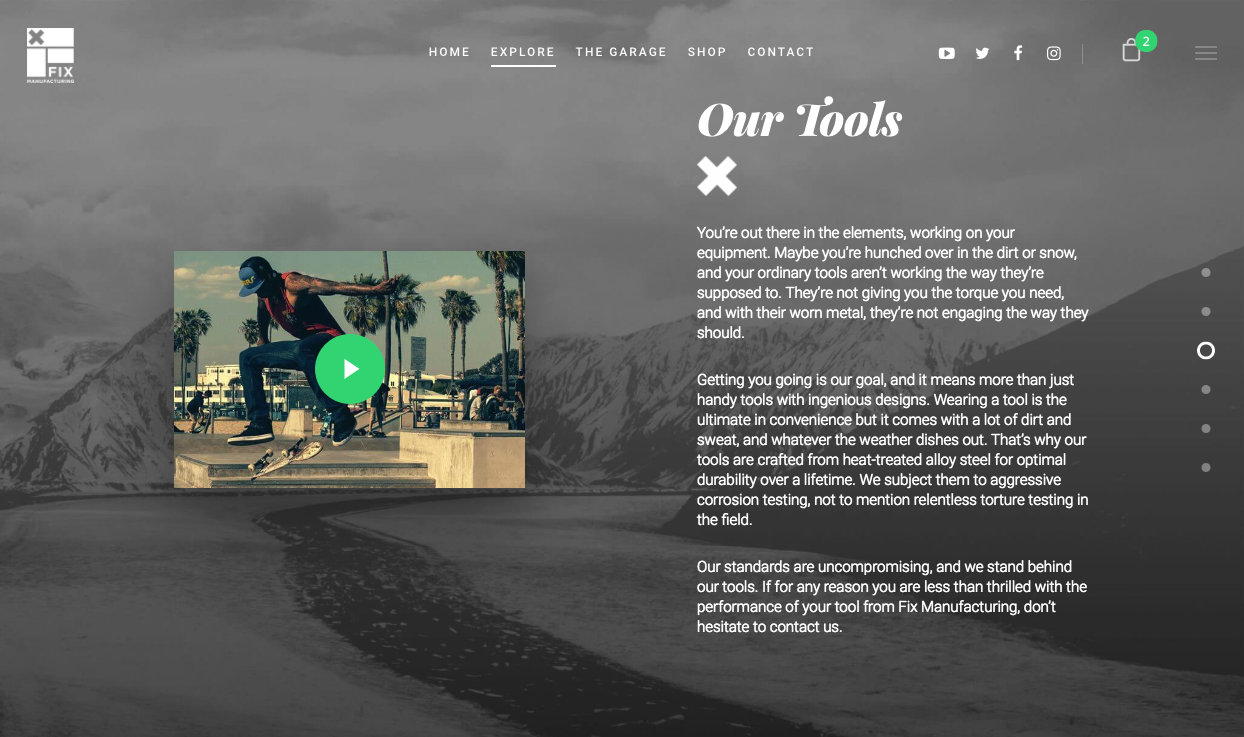 FIX
MANUFACTURING
HOME
EXPLORE
THE GARAGE
SHOP
CONTACT
2
Our Tools
You’re out there in the elements, working on your
equipment. Maybe you’re hunched over in the dirt or snow,
and your ordinary tools aren’t working the way they’re
supposed to. They’re not giving you the torque you need,
and with their worn metal, they’re not engaging the way they
should.
Getting you going is our goal, and it means more than just
handy tools with ingenious designs. Wearing a tool is the
ultimate in convenience but it comes with a lot of dirt and
sweat, and whatever the weather dishes out. That’s why our
tools are crafted from heat-treated alloy steel for optimal
durability over a lifetime. We subject them to aggressive
corrosion testing, not to mention relentless torture testing in
the field.
Our standards are uncompromising, and we stand behind
our tools. If for any reason you are less than thrilled with the
performance of your tool from Fix Manufacturing, don’t
hesitate to contact us.